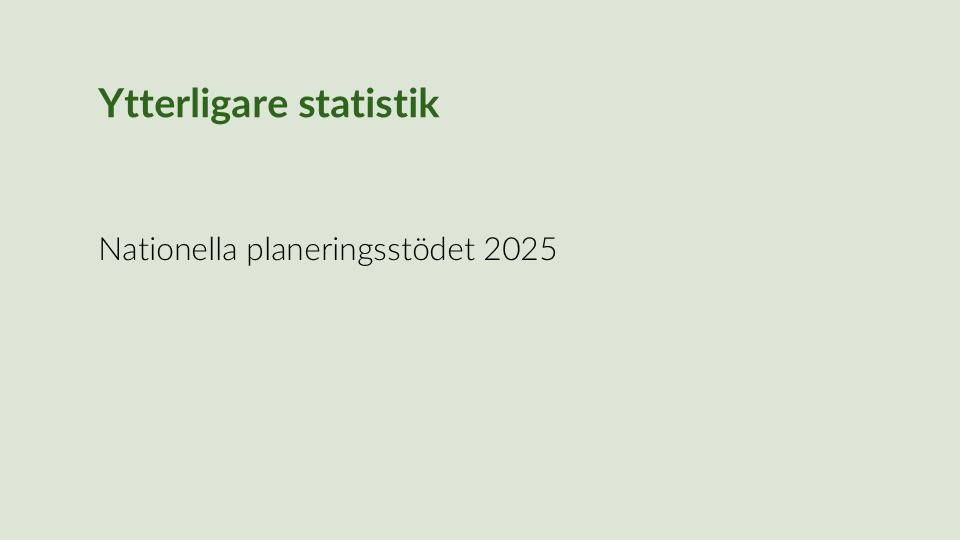 Ytterligare statistik
Nationella planeringsstödet 2025